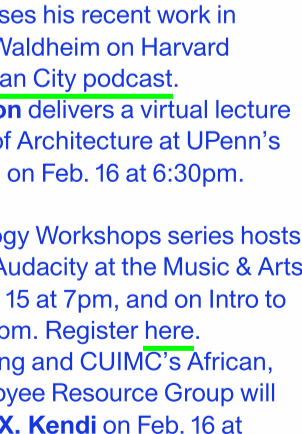 ses his recent work in
Waldheim on Harvard
an City podcast.
on delivers a virtual lecture
of Architecture at UPenn's
on Feb. 16 at 6:30pm.
ogy Workshops series hosts
Audacity at the Music & Arts
15 at 7pm, and on Intro to
pm. Register here.
ng and CUIMC's African,
oyee Resource Group will
X. Kendi on Feb. 16 at